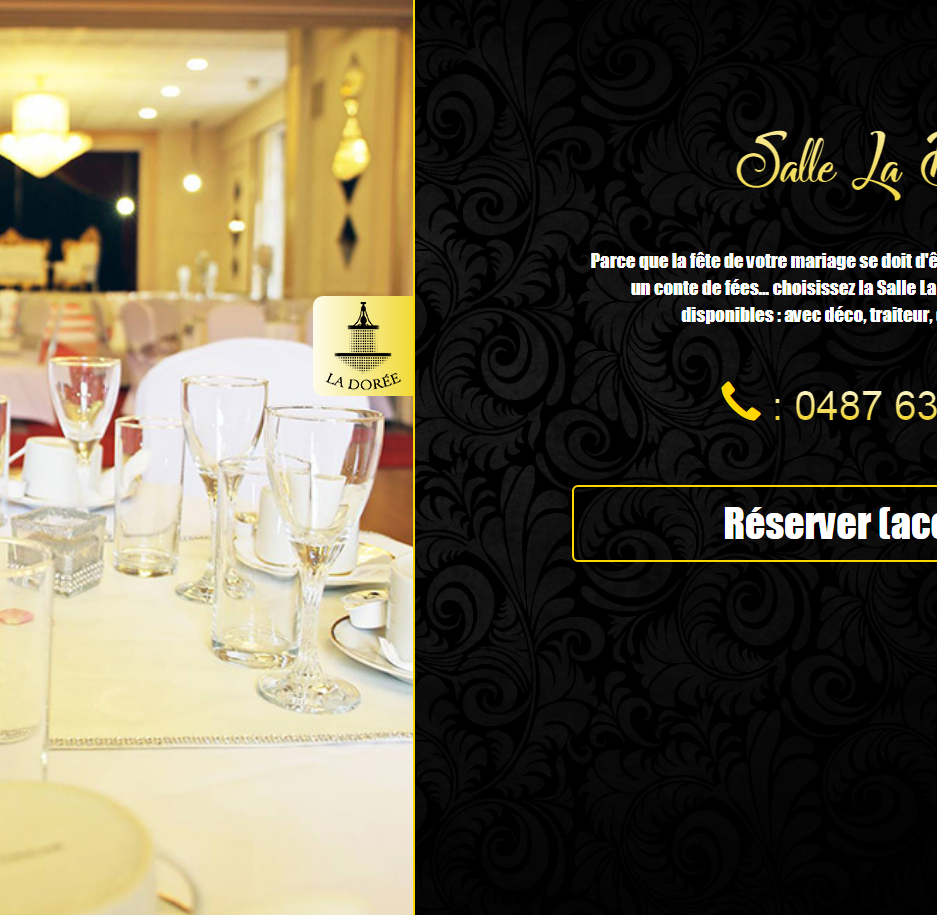 LA DORÉE
Salle La
Parce que la fête de votre mariage se doit d'ê
un conte de fées... choisissez la Salle La
disponibles : avec déco, traiteur,
: 0487 63
Réserver (acc